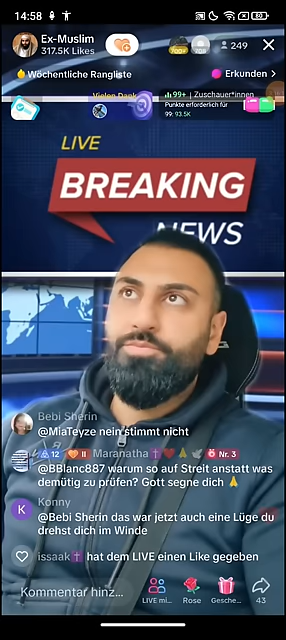 14:58
80
Ex-Muslim
317.5K Likes
249
Wöchentliche Rangliste
Erkunden >
Vielen Dank
99+ | Zuschauer*innen
Punkte erforderlich für
99: 93.5K
LIVE
BREAKING
NEWS
Bebi Sherin
@MiaTeyze nein stimmt nicht
12 II Maranatha Nr. 3
@BBlanc887 warum so auf Streit anstatt was
demütig zu prüfen? Gott segne dich
K Konny
@Bebi Sherin das war jetzt auch eine Lüge du
drehst dich im Winde
issaak hat dem LIVE einen Like gegeben
Kommentar hinz...
LIVE mi...
Rose
Gesche...
43